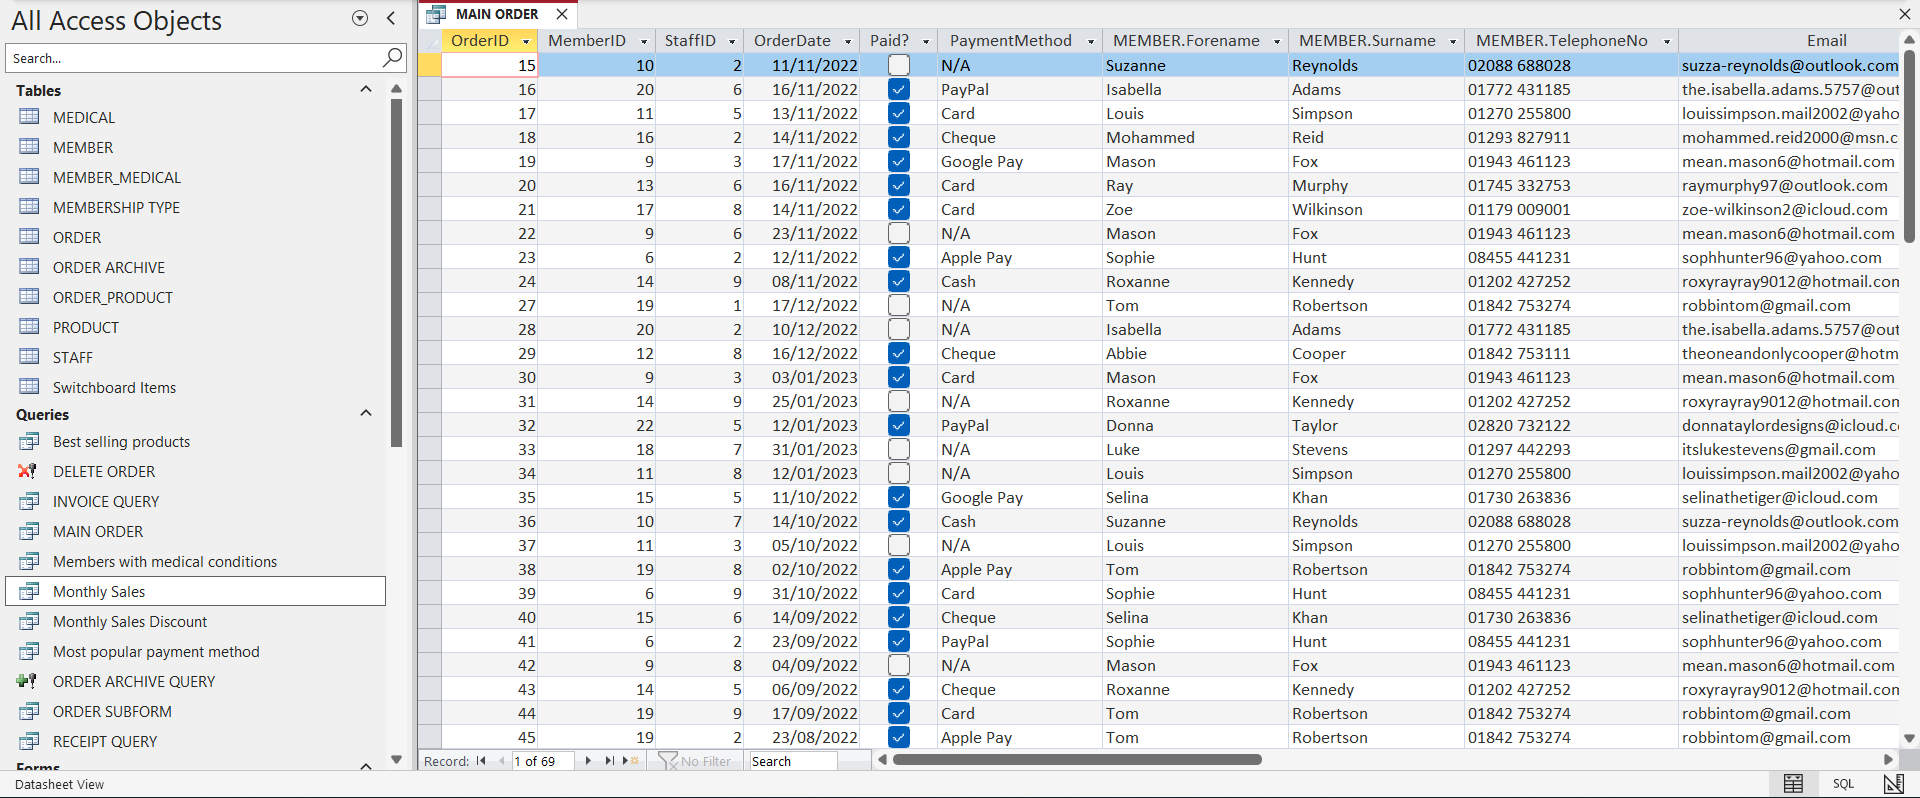 All Access Objects
Search...
Tables
MEDICAL
MEMBER
MEMBER_MEDICAL
MEMBERSHIP TYPE
ORDER
ORDER ARCHIVE
ORDER_PRODUCT
PRODUCT
STAFF
Switchboard Items
Queries
Best selling products
DELETE ORDER
INVOICE QUERY
MAIN ORDER
Members with medical conditions
Monthly Sales
Monthly Sales Discount
Most popular payment method
ORDER ARCHIVE QUERY
ORDER SUBFORM
RECEIPT QUERY
Forms
MAIN ORDER
OrderID MemberID StaffID OrderDate Paid? PaymentMethod MEMBER.Forename MEMBER.Surname MEMBER.TelephoneNo Email
15 10 2 11/11/2022 N/A Suzanne Reynolds 02088 688028 suzza-reynolds@outlook.com
16 20 6 16/11/2022 PayPal Isabella Adams 01772 431185 the.isabella.adams.5757@out
17 11 5 13/11/2022 Card Louis Simpson 01270 255800 louissimpson.mail2002@yaho
18 16 2 14/11/2022 Cheque Mohammed Reid 01293 827911 mohammed.reid2000@msn.c
19 9 3 17/11/2022 Google Pay Mason Fox 01943 461123 mean.mason6@hotmail.com
20 13 6 16/11/2022 Card Ray Murphy 01745 332753 raymurphy97@outlook.com
21 17 8 14/11/2022 Card Zoe Wilkinson 01179 009001 zoe-wilkinson2@icloud.com
22 9 6 23/11/2022 N/A Mason Fox 01943 461123 mean.mason6@hotmail.com
23 6 2 12/11/2022 Apple Pay Sophie Hunt 08455 441231 sophhunter96@yahoo.com
24 14 9 08/11/2022 Cash Roxanne Kennedy 01202 427252 roxyrayray9012@hotmail.com
27 19 1 17/12/2022 N/A Tom Robertson 01842 753274 robbintom@gmail.com
28 20 2 10/12/2022 N/A Isabella Adams 01772 431185 the.isabella.adams.5757@out
29 12 8 16/12/2022 Cheque Abbie Cooper 01842 753111 theoneandonlycooper@hotm
30 9 3 03/01/2023 Card Mason Fox 01943 461123 mean.mason6@hotmail.com
31 14 9 25/01/2023 N/A Roxanne Kennedy 01202 427252 roxyrayray9012@hotmail.com
32 22 5 12/01/2023 PayPal Donna Taylor 02820 732122 donnataylordesigns@icloud.c
33 18 7 31/01/2023 N/A Luke Stevens 01297 442293 itslukestevens@gmail.com
34 11 8 12/01/2023 N/A Louis Simpson 01270 255800 louissimpson.mail2002@yaho
35 15 5 11/10/2022 Google Pay Selina Khan 01730 263836 selinathetiger@icloud.com
36 10 7 14/10/2022 Cash Suzanne Reynolds 02088 688028 suzza-reynolds@outlook.com
37 11 3 05/10/2022 N/A Louis Simpson 01270 255800 louissimpson.mail2002@yaho
38 19 8 02/10/2022 Apple Pay Tom Robertson 01842 753274 robbintom@gmail.com
39 6 9 31/10/2022 Card Sophie Hunt 08455 441231 sophhunter96@yahoo.com
40 15 6 14/09/2022 Cheque Selina Khan 01730 263836 selinathetiger@icloud.com
41 6 2 23/09/2022 PayPal Sophie Hunt 08455 441231 sophhunter96@yahoo.com
42 9 8 04/09/2022 N/A Mason Fox 01943 461123 mean.mason6@hotmail.com
43 14 5 06/09/2022 Cheque Roxanne Kennedy 01202 427252 roxyrayray9012@hotmail.com
44 19 9 17/09/2022 Card Tom Robertson 01842 753274 robbintom@gmail.com
45 19 2 23/08/2022 Apple Pay Tom Robertson 01842 753274 robbintom@gmail.com
Record: 1 of 69 No Filter Search
Datasheet View SQL